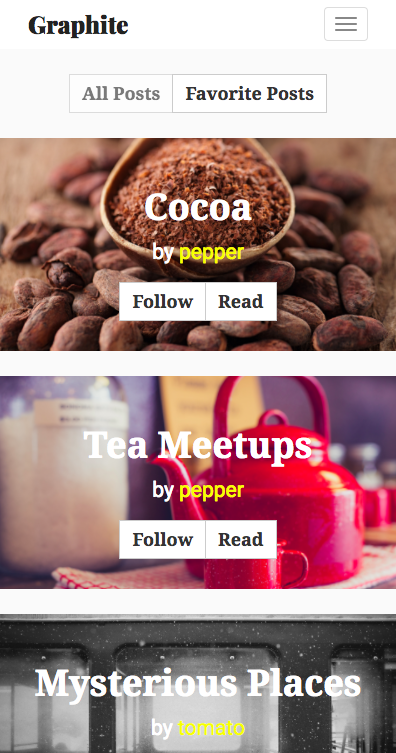 Graphite
All Posts Favorite Posts
Cocoa
by pepper
Follow Read
Tea Meetups
by pepper
Follow Read
Mysterious Places
by tomato